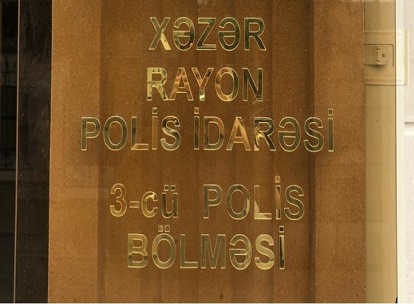 XƏZƏR
RAYON
POLİS İDARƏSİ
3-cü POLİS
BÖLMƏSİ